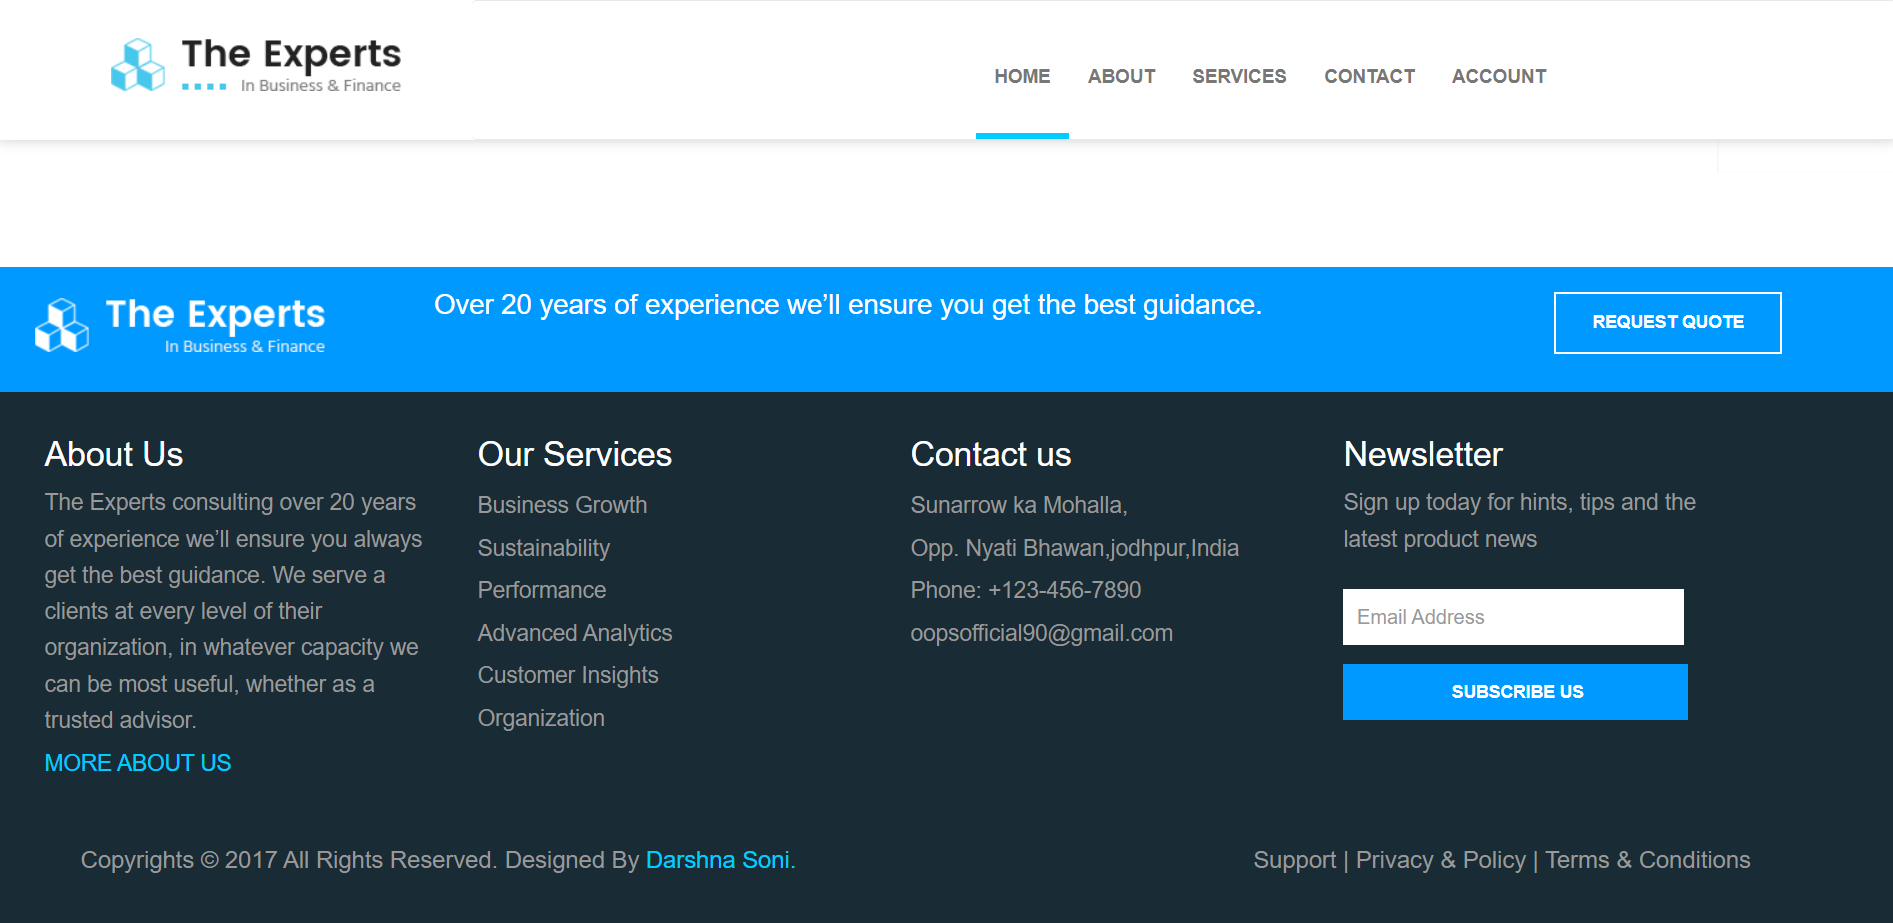 The Experts
In Business & Finance
HOME ABOUT SERVICES CONTACT ACCOUNT
The Experts
In Business & Finance
Over 20 years of experience we’ll ensure you get the best guidance.
REQUEST QUOTE
About Us
The Experts consulting over 20 years
of experience we’ll ensure you always
get the best guidance. We serve a
clients at every level of their
organization, in whatever capacity we
can be most useful, whether as a
trusted advisor.
MORE ABOUT US
Our Services
Business Growth
Sustainability
Performance
Advanced Analytics
Customer Insights
Organization
Contact us
Sunarrow ka Mohalla,
Opp. Nyati Bhawan,jodhpur,India
Phone: +123-456-7890
oopsofficial90@gmail.com
Newsletter
Sign up today for hints, tips and the
latest product news
Email Address
SUBSCRIBE US
Copyrights © 2017 All Rights Reserved. Designed By Darshna Soni.
Support | Privacy & Policy | Terms & Conditions